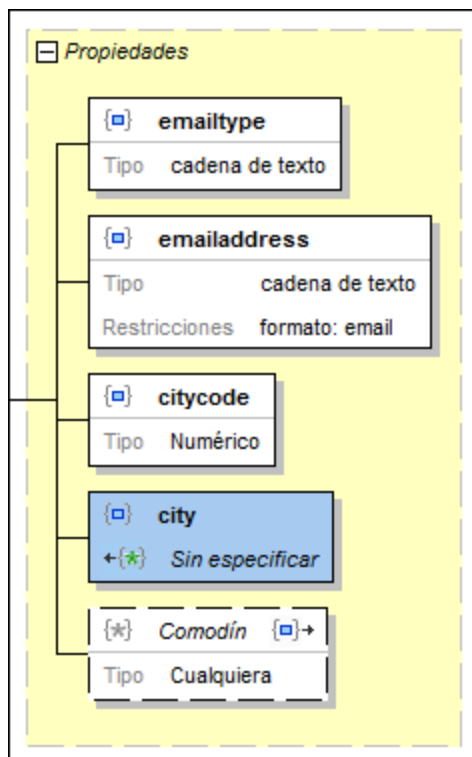 Propiedades
emailtype
Tipo cadena de texto
emailaddress
Tipo cadena de texto
Restricciones formato: email
citycode
Tipo Numérico
city
Sin especificar
Comodín
Tipo Cualquiera